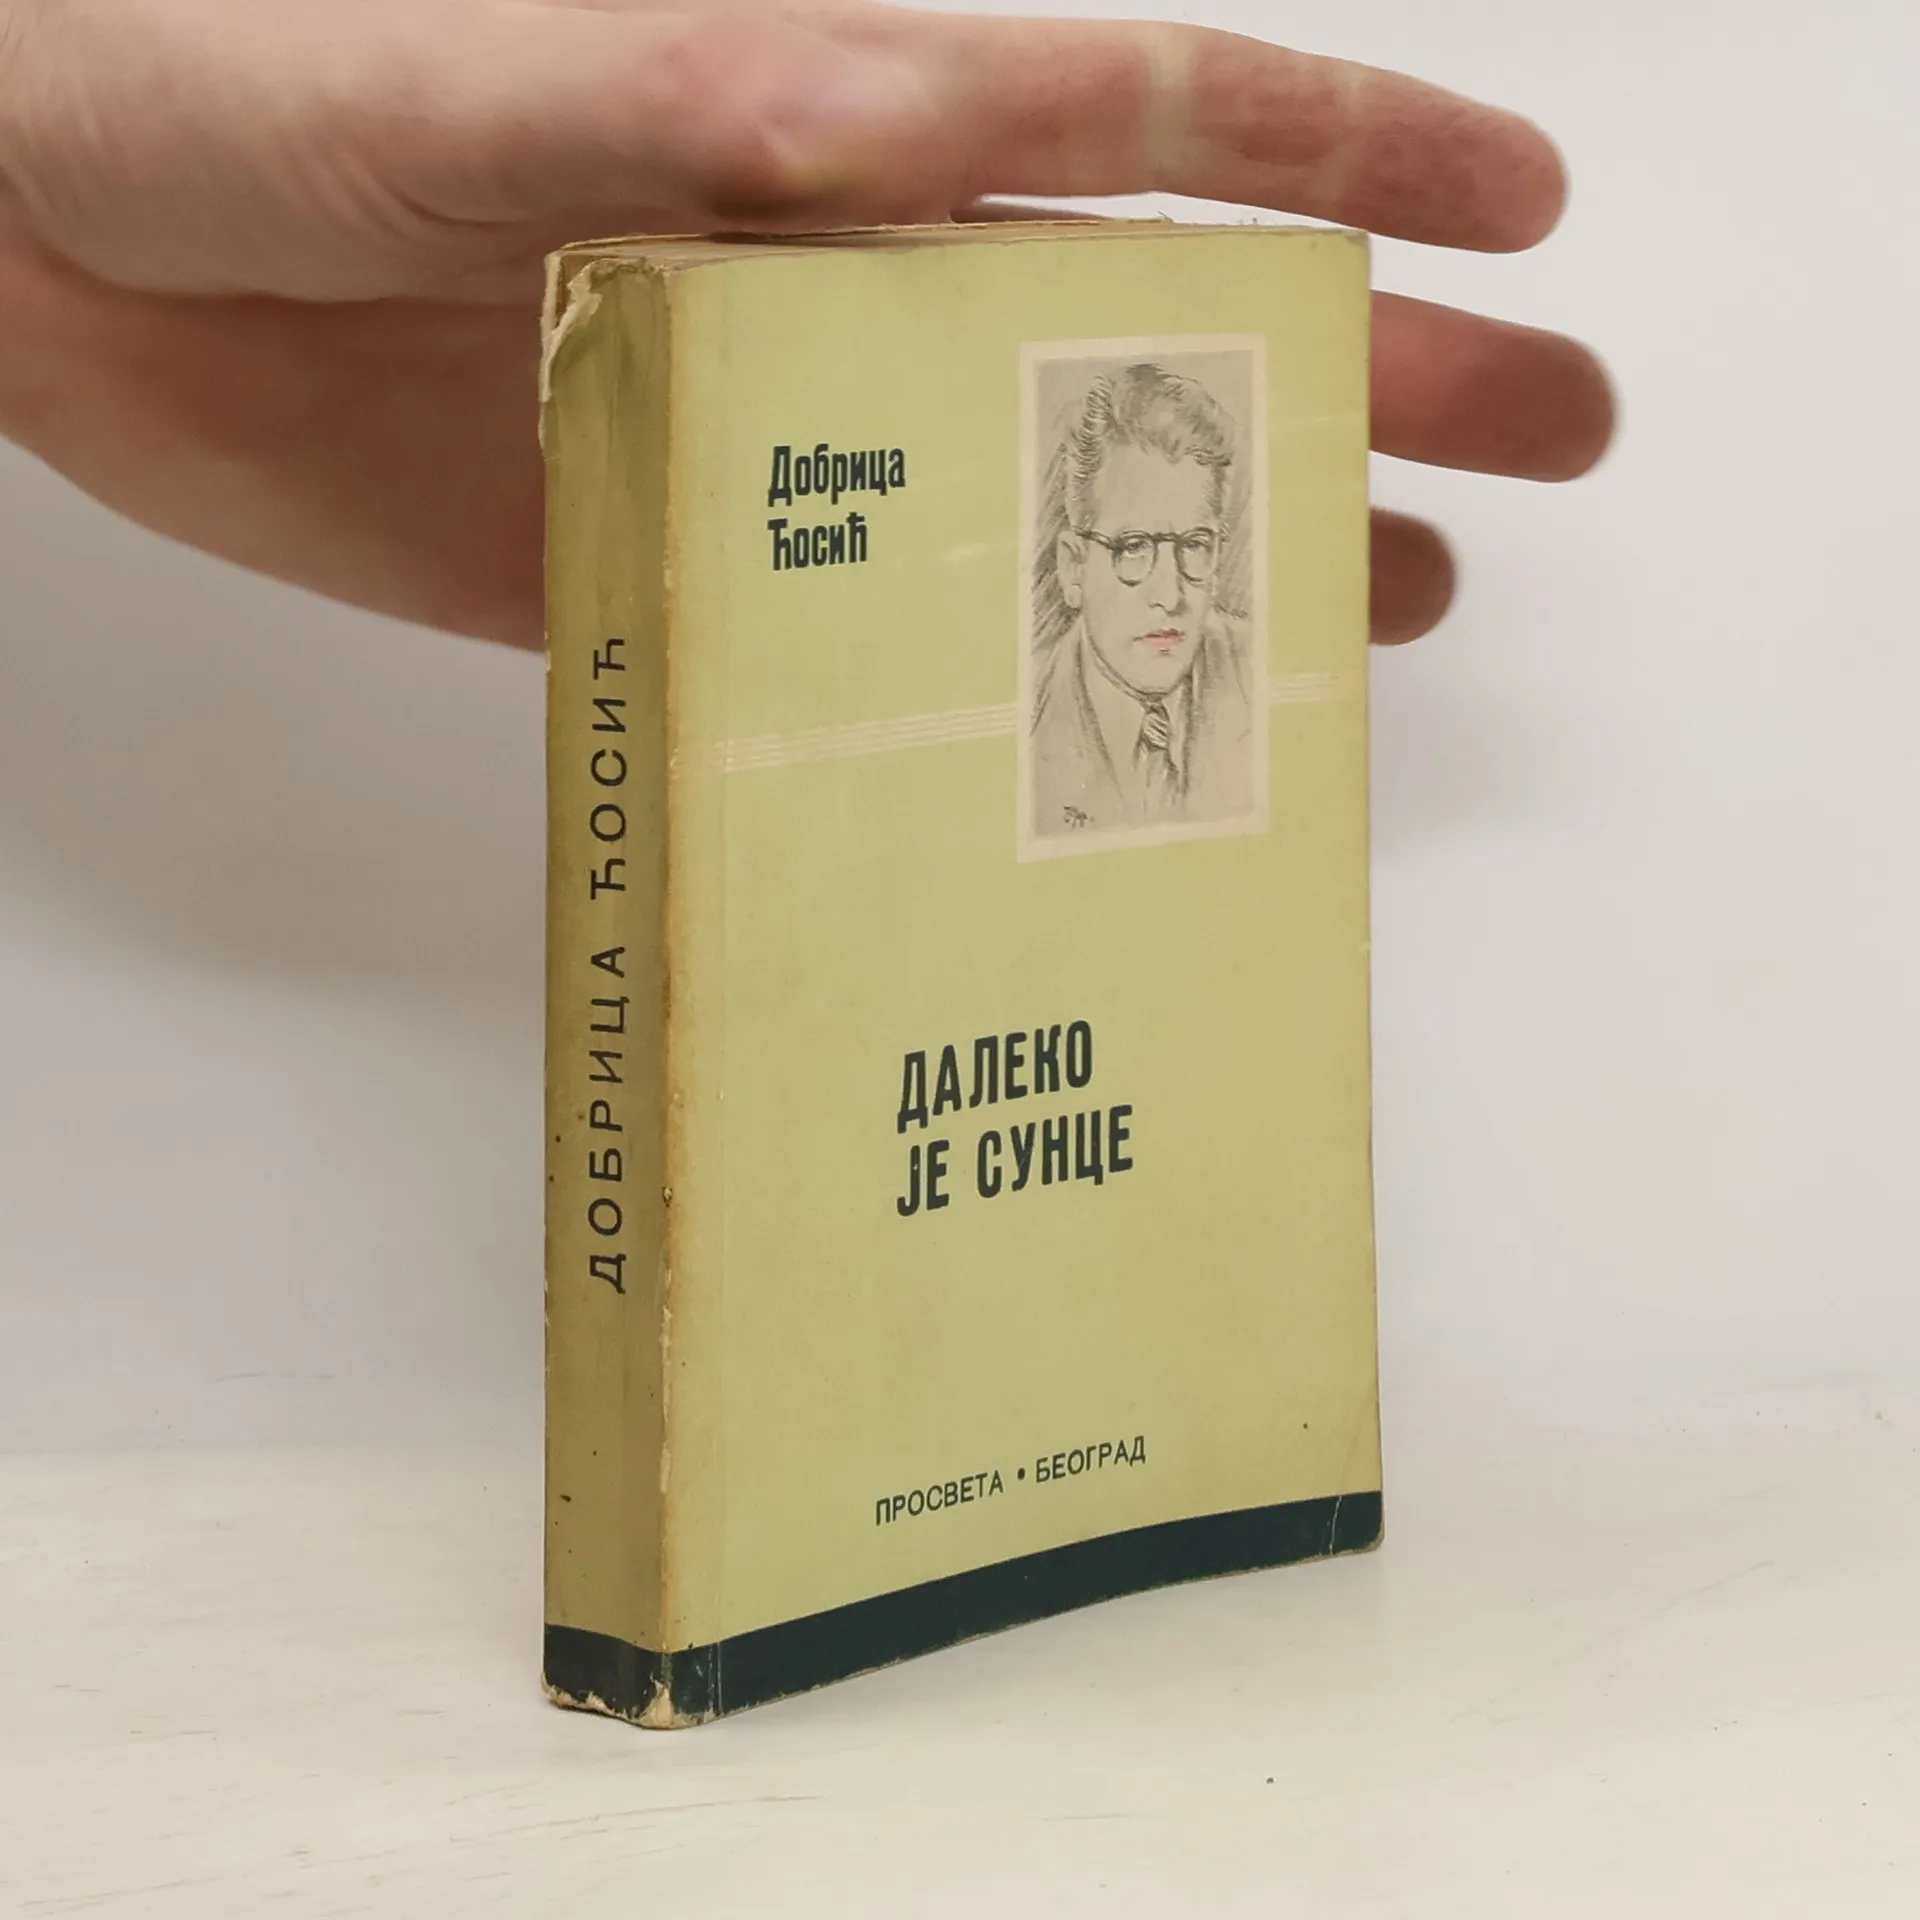 ДОБРИЦА ЋОСИЋ
Добрица
Ћосић
ДАЛЕКО
ЈЕ СУНЦЕ
ПРОСВЕТА • БЕОГРАД